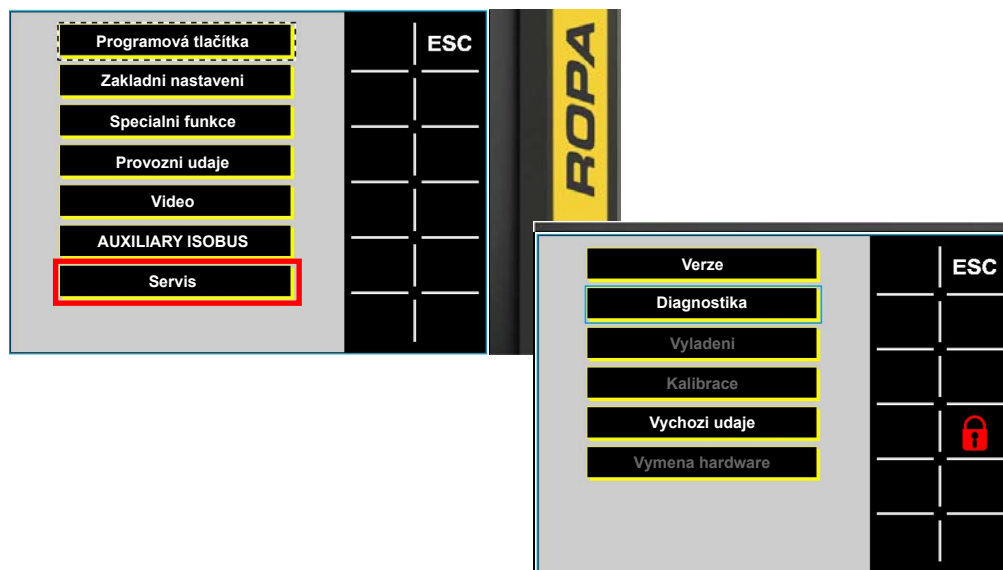 Programová tlačítka
Zakladni nastaveni
Specialni funkce
Provozni udaje
Video
AUXILIARY ISOBUS
Servis
ESC
ROPA
Verze
Diagnostika
Vyladeni
Kalibrace
Vychozi udaje
Vymena hardware
ESC